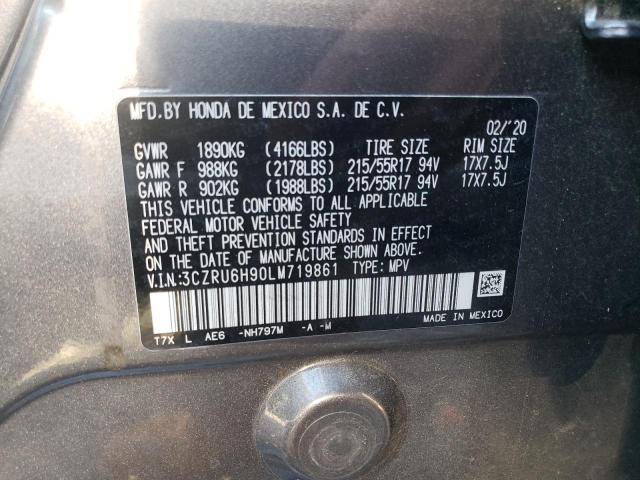 MFD.BY HONDA DE MEXICO S.A. DE C.V.
02/'20
GVWR 1890KG (4166LBS) TIRE SIZE RIM SIZE
GAWR F 988KG (2178LBS) 215/55R17 94V 17X7.5J
GAWR R 902KG (1988LBS) 215/55R17 94V 17X7.5J
THIS VEHICLE CONFORMS TO ALL APPLICABLE
FEDERAL MOTOR VEHICLE SAFETY
AND THEFT PREVENTION STANDARDS IN EFFECT
ON THE DATE OF MANUFACTURE SHOWN ABOVE.
V.I.N:3CZRU6H90LM719861 TYPE: MPV
MADE IN MEXICO
T7X L AE6 -NH797M -A -M